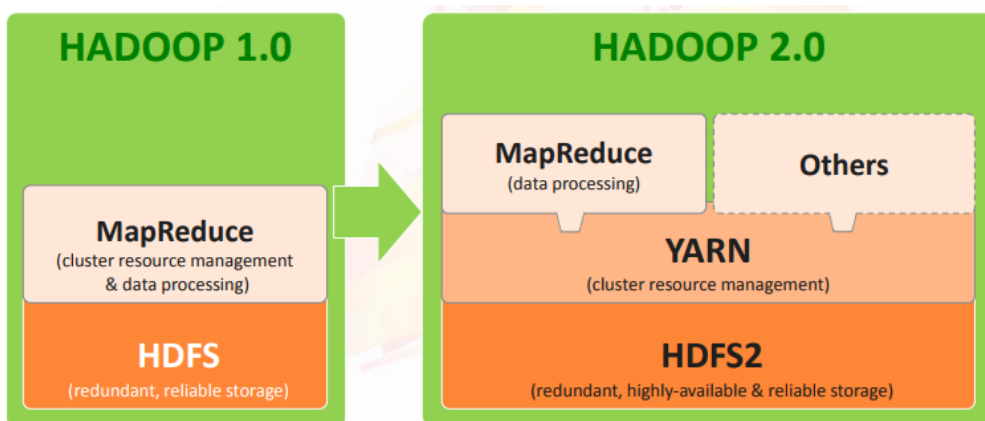 HADOOP 1.0
MapReduce
(cluster resource management
& data processing)
HDFS
(redundant, reliable storage)
HADOOP 2.0
MapReduce
(data processing)
Others
YARN
(cluster resource management)
HDFS2
(redundant, highly-available & reliable storage)